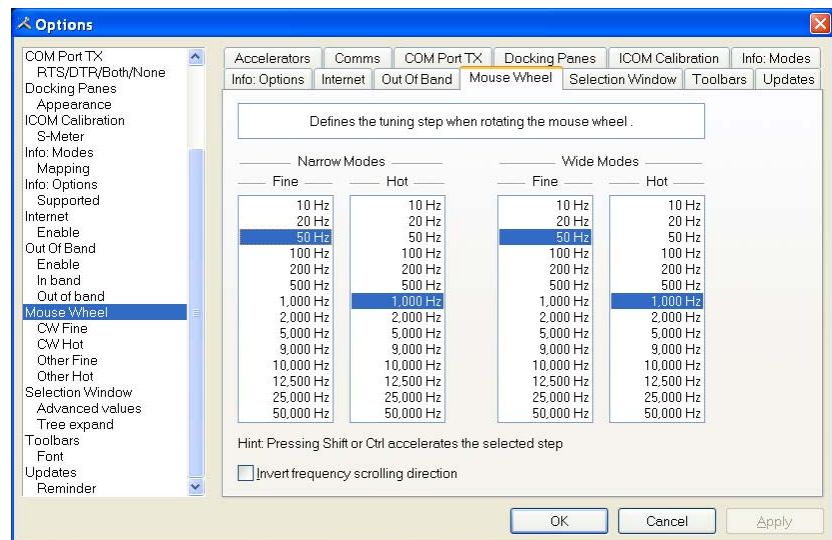 Options
COM Port TX
RTS/DTR/Both/None
Docking Panes
Appearance
ICOM Calibration
S-Meter
Info: Modes
Mapping
Info: Options
Supported
Internet
Enable
Out Of Band
Enable
In band
Out of band
Mouse Wheel
CW Fine
CW Hot
Other Fine
Other Hot
Selection Window
Advanced values
Tree expand
Toolbars
Font
Updates
Reminder
Accelerators Comms COM Port TX Docking Panes ICOM Calibration Info: Modes
Info: Options Internet Out Of Band Mouse Wheel Selection Window Toolbars Updates
Defines the tuning step when rotating the mouse wheel .
Narrow Modes Wide Modes
Fine Hot Fine Hot
10 Hz 10 Hz 10 Hz 10 Hz
20 Hz 20 Hz 20 Hz 20 Hz
50 Hz 50 Hz 50 Hz 50 Hz
100 Hz 100 Hz 100 Hz 100 Hz
200 Hz 200 Hz 200 Hz 200 Hz
500 Hz 500 Hz 500 Hz 500 Hz
1,000 Hz 1,000 Hz 1,000 Hz 1,000 Hz
2,000 Hz 2,000 Hz 2,000 Hz 2,000 Hz
5,000 Hz 5,000 Hz 5,000 Hz 5,000 Hz
9,000 Hz 9,000 Hz 9,000 Hz 9,000 Hz
10,000 Hz 10,000 Hz 10,000 Hz 10,000 Hz
12,500 Hz 12,500 Hz 12,500 Hz 12,500 Hz
25,000 Hz 25,000 Hz 25,000 Hz 25,000 Hz
50,000 Hz 50,000 Hz 50,000 Hz 50,000 Hz
Hint: Pressing Shift or Ctrl accelerates the selected step
Invert frequency scrolling direction
OK Cancel Apply